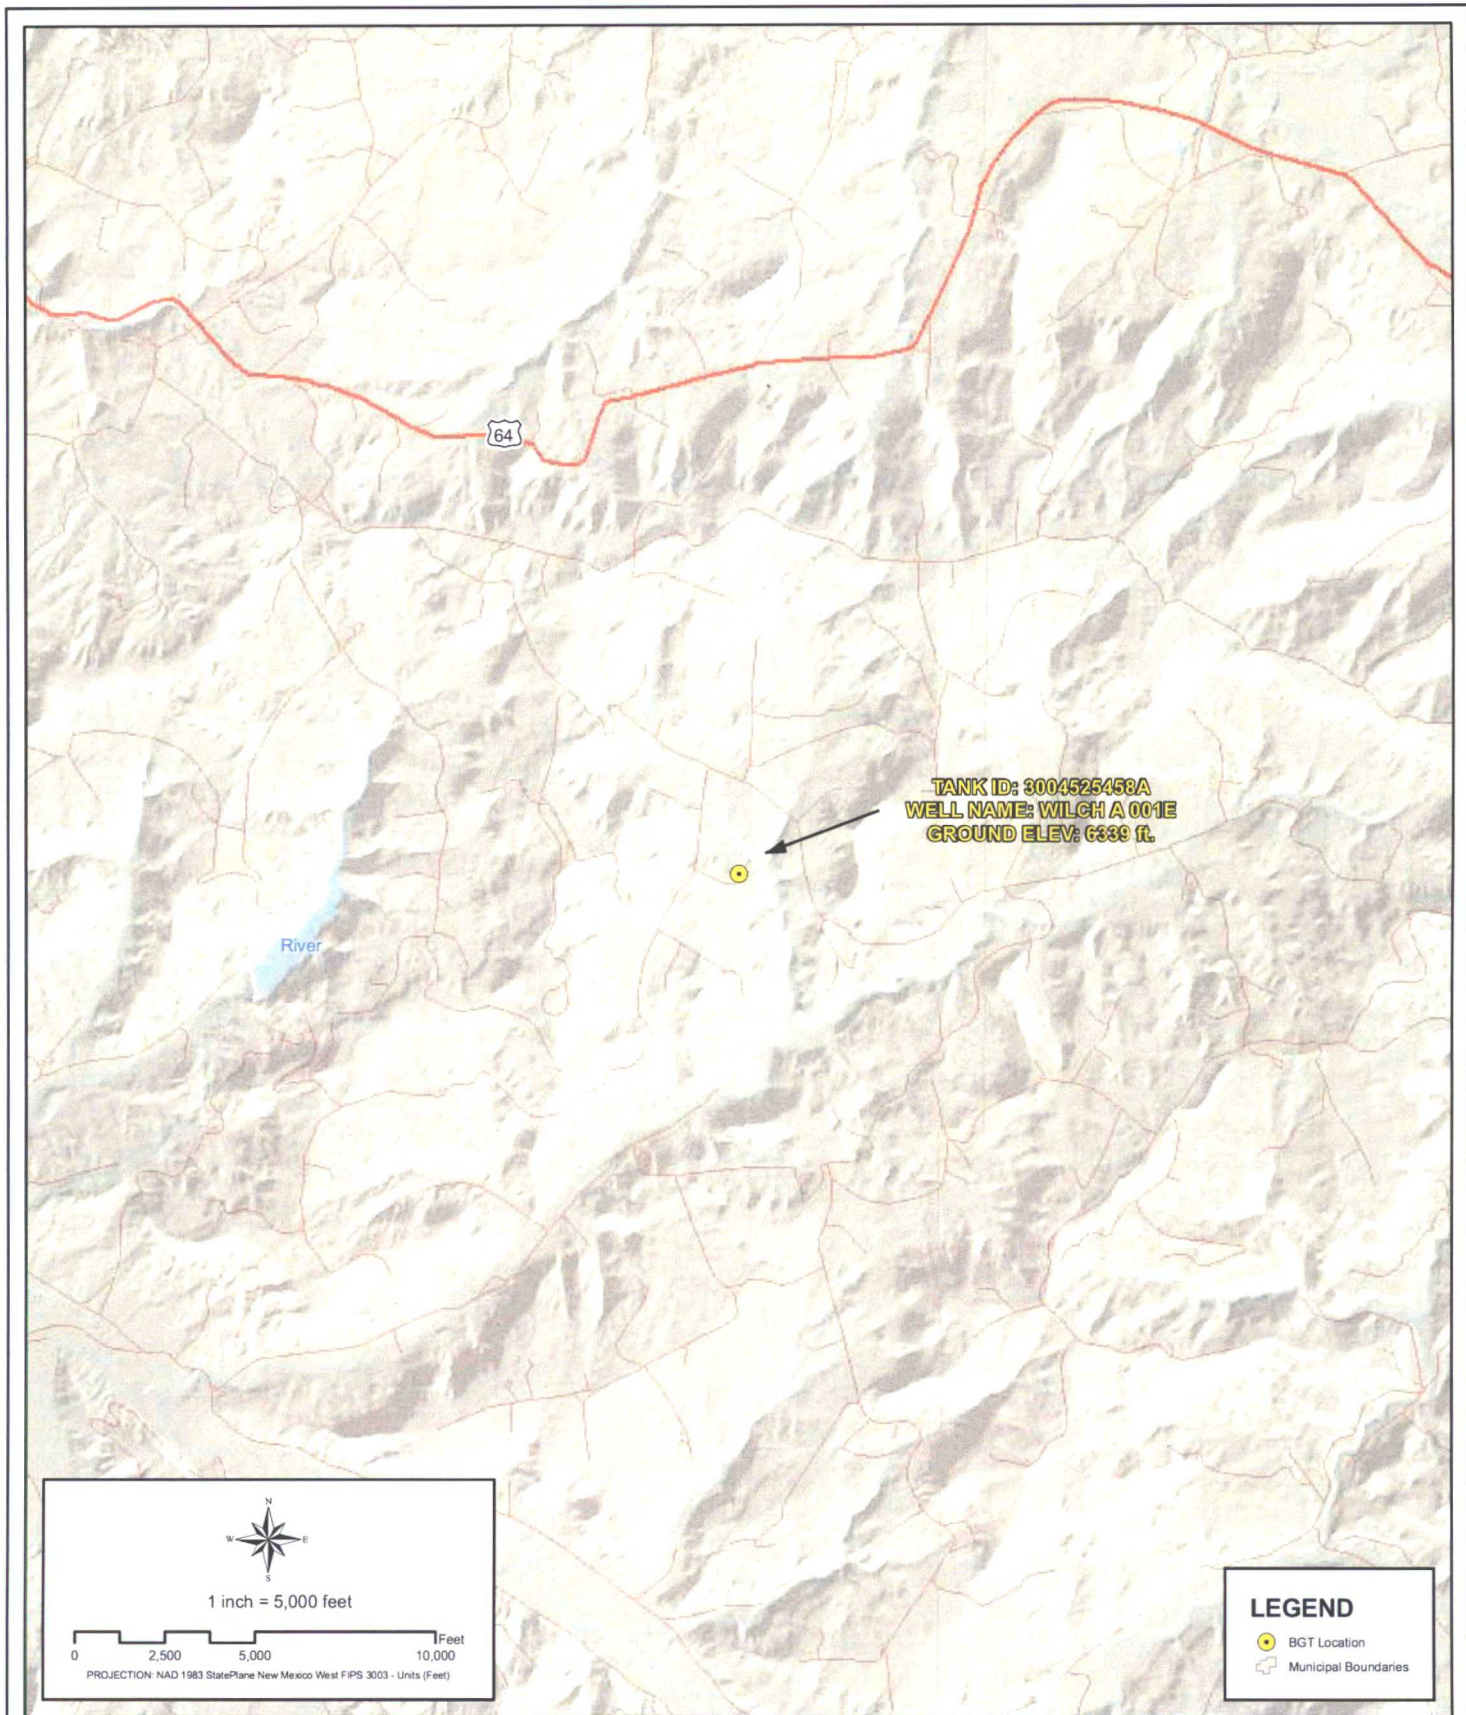 64
TANK ID: 3004525458A
WELL NAME: WILCH A 001E
GROUND ELEV: 6339 ft.
River
N
W E
S
1 inch = 5,000 feet
Feet
0 2,500 5,000 10,000
PROJECTION: NAD 1983 StatePlane New Mexico West FIPS 3003 - Units (Feet)
LEGEND
BGT Location
Municipal Boundaries